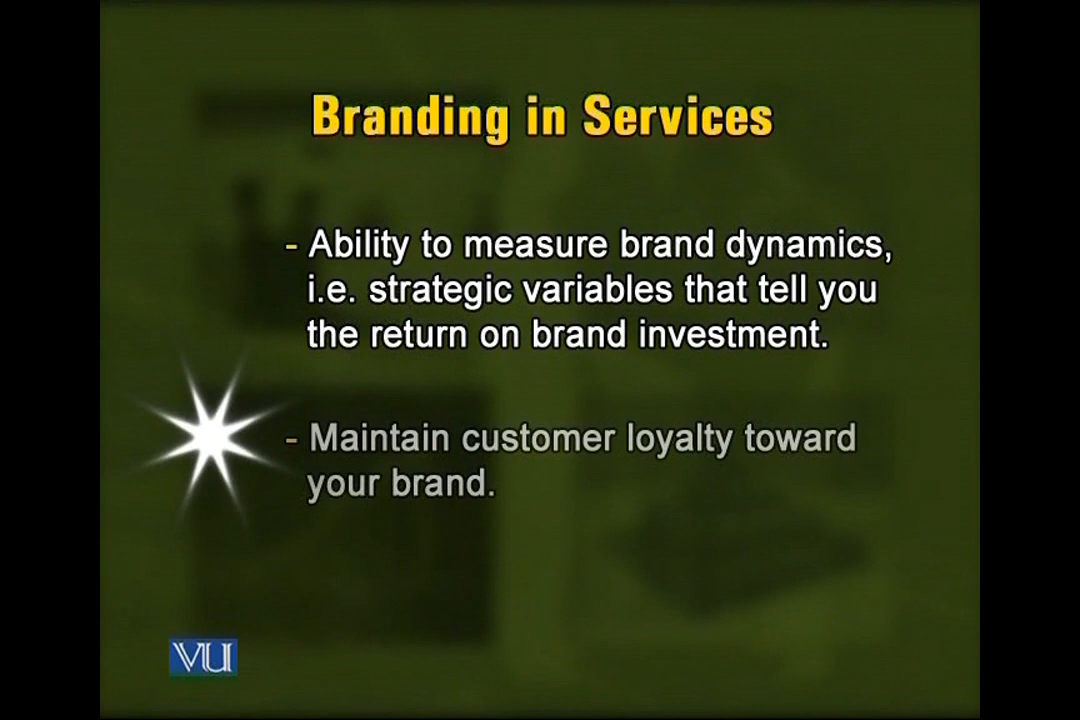 Branding in Services
- Ability to measure brand dynamics,
i.e. strategic variables that tell you
the return on brand investment.
- Maintain customer loyalty toward
your brand.
VU